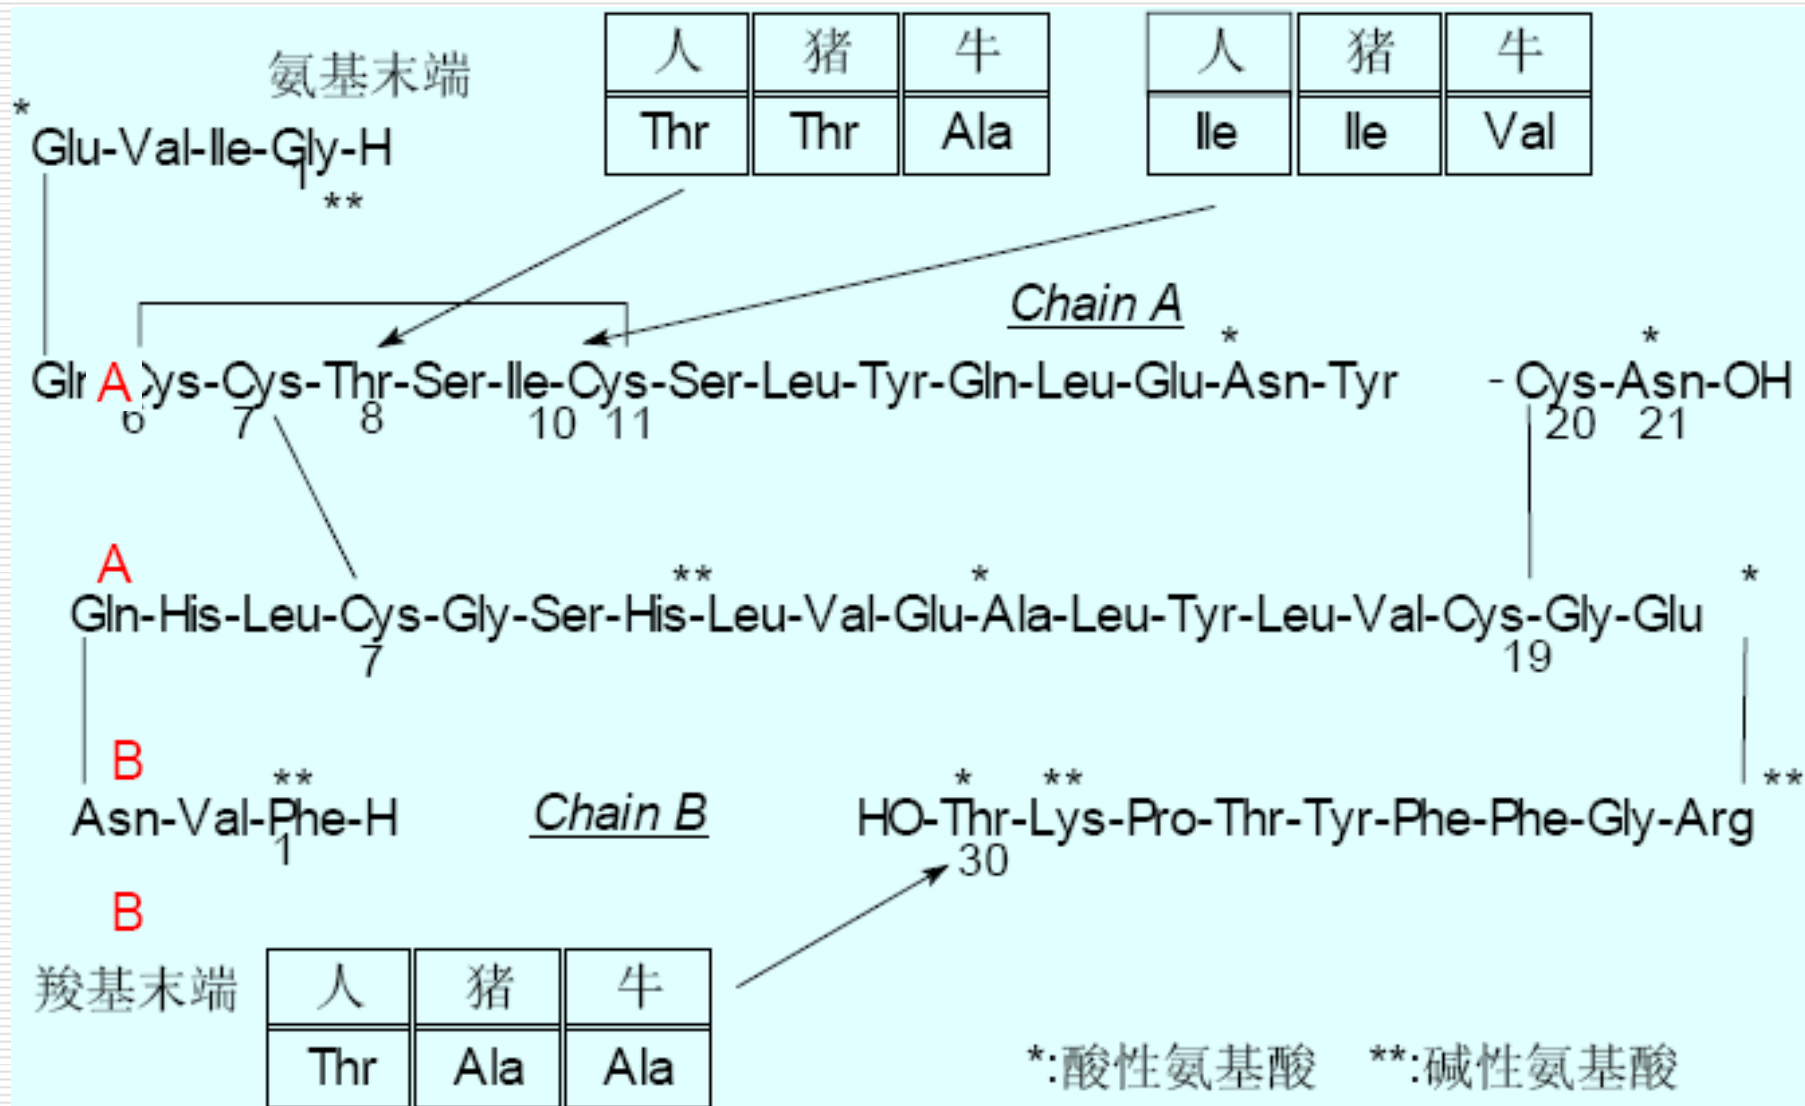 氨基末端
人 猪 牛
Thr Thr Ala
人 猪 牛
Ile Ile Val
*
Glu-Val-Ile-Gly-H
1
**
Chain A
* *
A
Cys-Cys-Thr-Ser-Ile-Cys-Ser-Leu-Tyr-Gln-Leu-Glu-Asn-Tyr -Cys-Asn-OH
6 7 8 10 11 20 21
A
** * *
Gln-His-Leu-Cys-Gly-Ser-His-Leu-Val-Glu-Ala-Leu-Tyr-Leu-Val-Cys-Gly-Glu
7 19
B
** * ** **
Asn-Val-Phe-H Chain B HO-Thr-Lys-Pro-Thr-Tyr-Phe-Phe-Gly-Arg
1 30
B
羧基末端
人 猪 牛
Thr Ala Ala
*:酸性氨基酸 **:碱性氨基酸